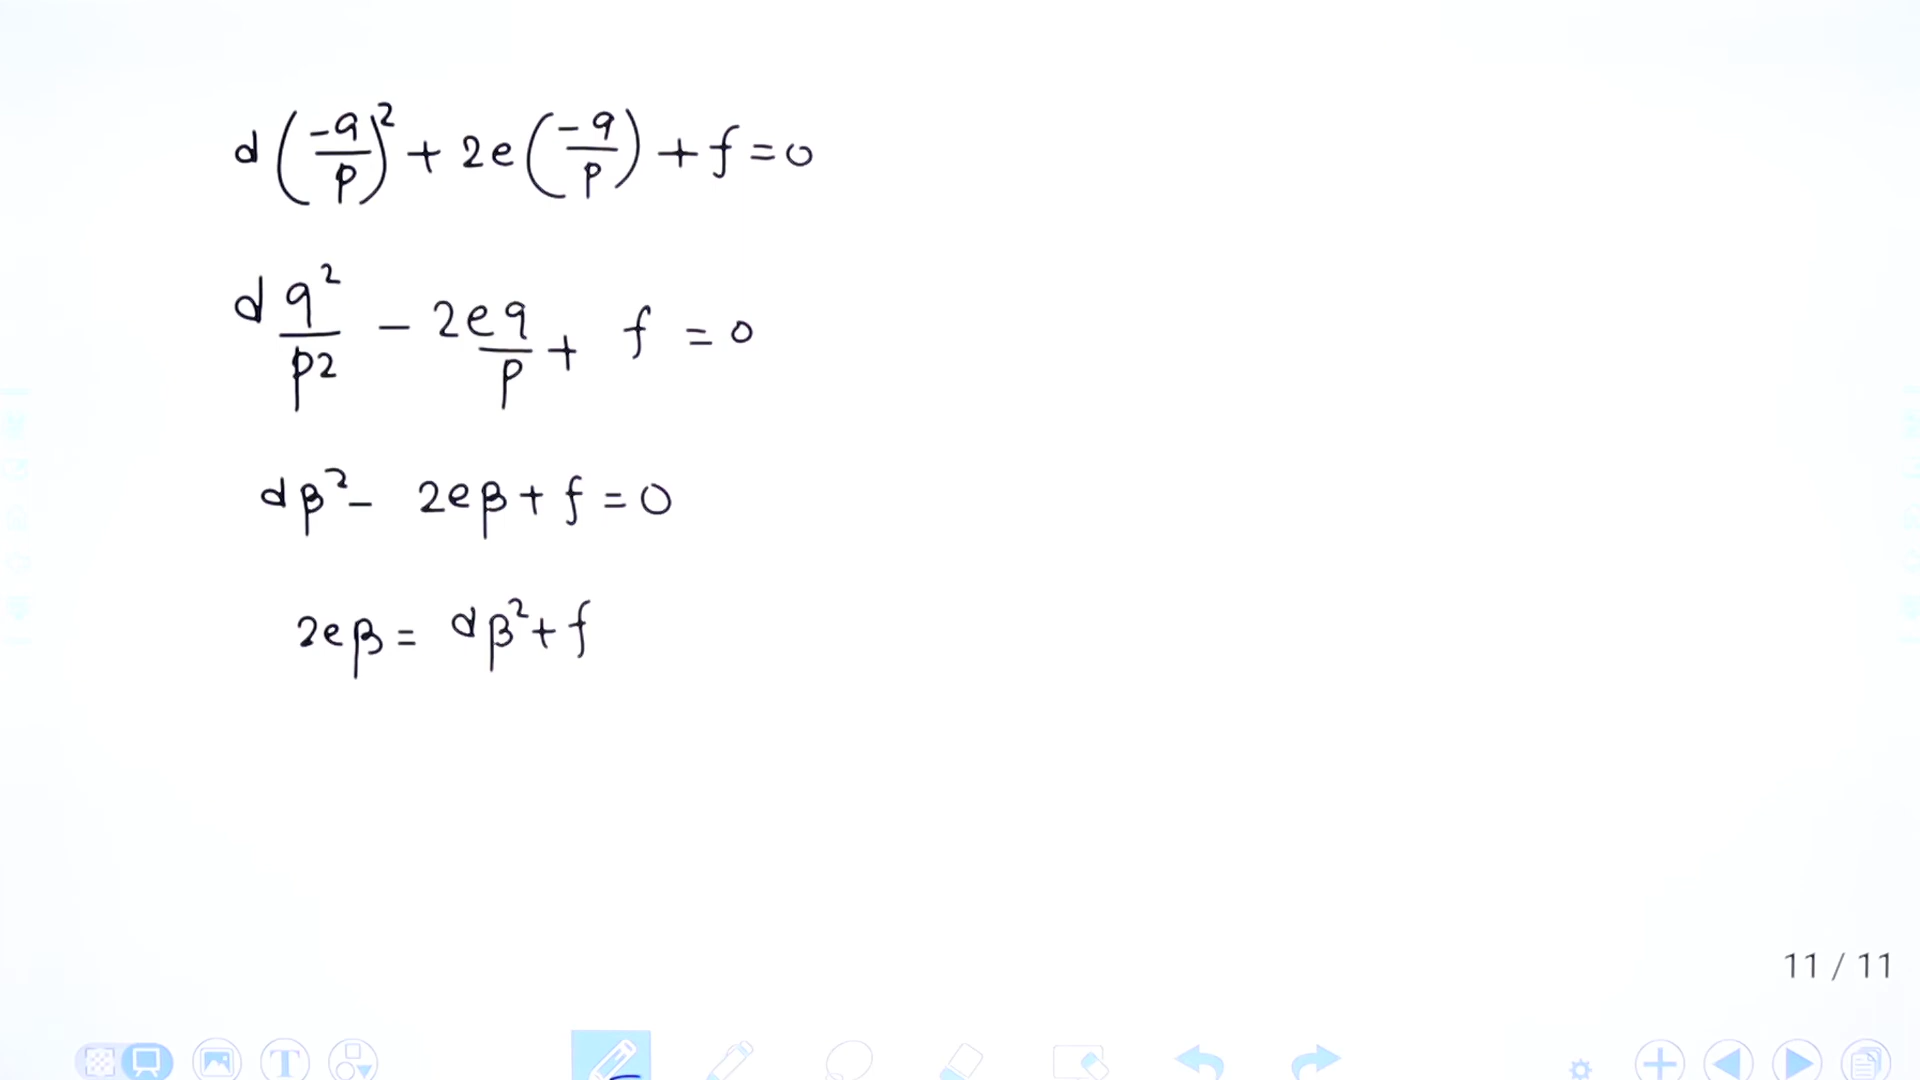 d(-q/p)² + 2e(-q/p) + f = 0
d q²/p² - 2eq/p + f = 0
dβ² - 2eβ + f = 0
2eβ = dβ² + f
11 / 11
T